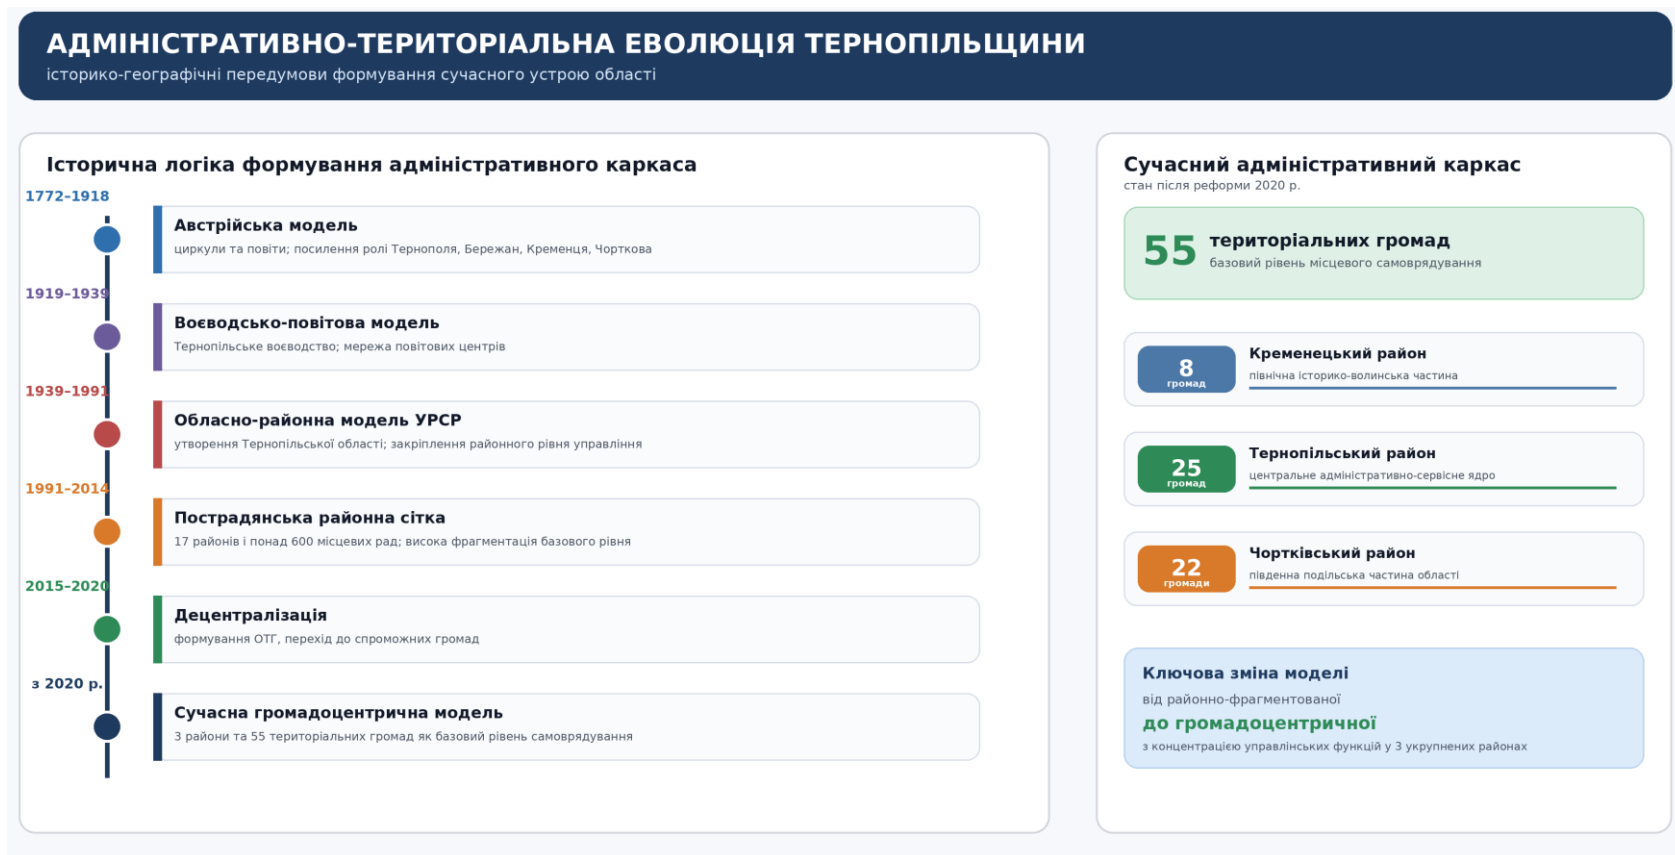 АДМІНІСТРАТИВНО-ТЕРИТОРІАЛЬНА ЕВОЛЮЦІЯ ТЕРНОПІЛЬЩИНИ
історико-географічні передумови формування сучасного устрою області
Історична логіка формування адміністративного каркаса
1772–1918
Австрійська модель
циркули та повіти; посилення ролі Тернополя, Бережан, Кременця, Чорткова
1919–1939
Воєводсько-повітова модель
Тернопільське воєводство; мережа повітових центрів
1939–1991
Обласно-районна модель УРСР
утворення Тернопільської області; закріплення районного рівня управління
1991–2014
Пострадянська районна сітка
17 районів і понад 600 місцевих рад; висока фрагментація базового рівня
2015–2020
Децентралізація
формування ОТГ, перехід до спроможних громад
з 2020 р.
Сучасна громадоцентрична модель
3 райони та 55 територіальних громад як базовий рівень самоврядування
Сучасний адміністративний каркас
стан після реформи 2020 р.
55 територіальних громад
базовий рівень місцевого самоврядування
8
громад
Кременецький район
північна історико-волинська частина
25
громад
Тернопільський район
центральне адміністративно-сервісне ядро
22
громади
Чортківський район
південна подільська частина області
Ключова зміна моделі
від районно-фрагментованої
до громадоцентричної
з концентрацією управлінських функцій у 3 укрупнених районах